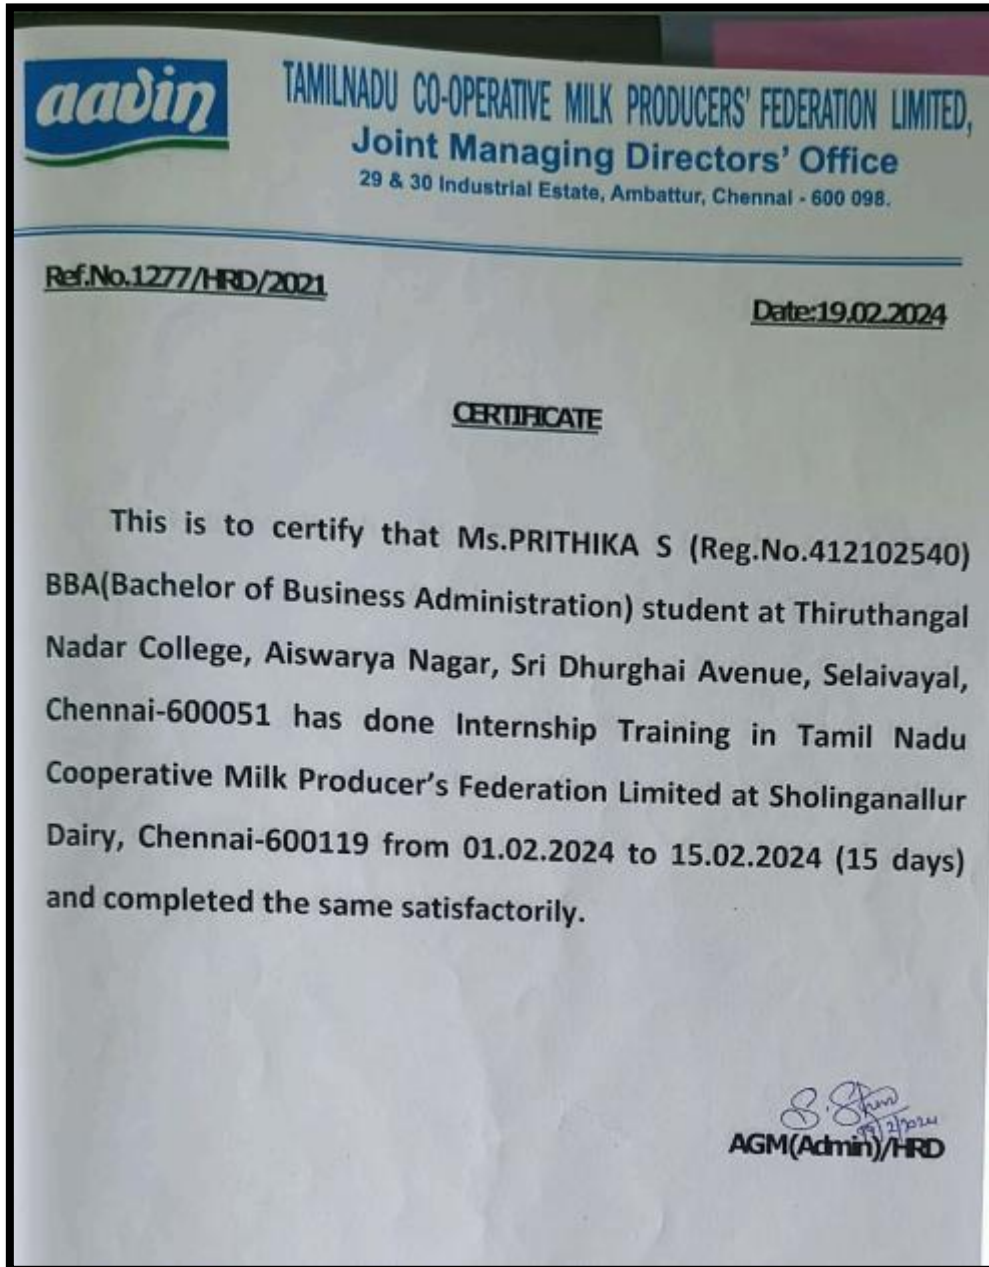 aavin
TAMILNADU CO-OPERATIVE MILK PRODUCERS' FEDERATION LIMITED,
Joint Managing Directors' Office
29 & 30 Industrial Estate, Ambattur, Chennai - 600 098.
Ref.No.1277/HRD/2021
Date:19.02.2024
CERTIFICATE
This is to certify that Ms.PRITHIKA S (Reg.No.412102540)
BBA(Bachelor of Business Administration) student at Thiruthangal
Nadar College, Aiswarya Nagar, Sri Dhurghai Avenue, Selaivayal,
Chennai-600051 has done Internship Training in Tamil Nadu
Cooperative Milk Producer's Federation Limited at Sholinganallur
Dairy, Chennai-600119 from 01.02.2024 to 15.02.2024 (15 days)
and completed the same satisfactorily.
19/2/2024
AGM(Admin)/HRD